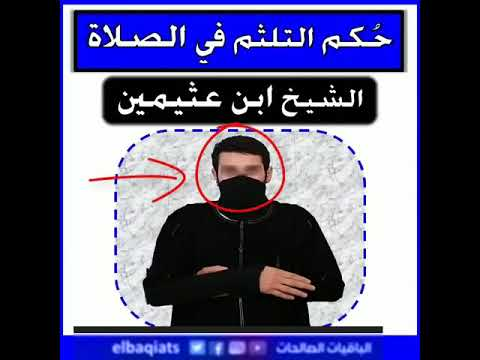 حُكم التلثم في الصلاة
الشيخ ابن عثيمين
elbaqiats الباقيات الصالحات